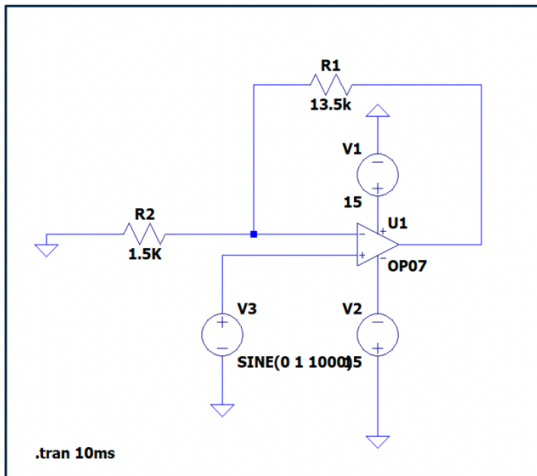 R1
13.5k
V1
15
R2
1.5K
U1
OP07
V3
SINE(0 1 1000)
V2
15
.tran 10ms